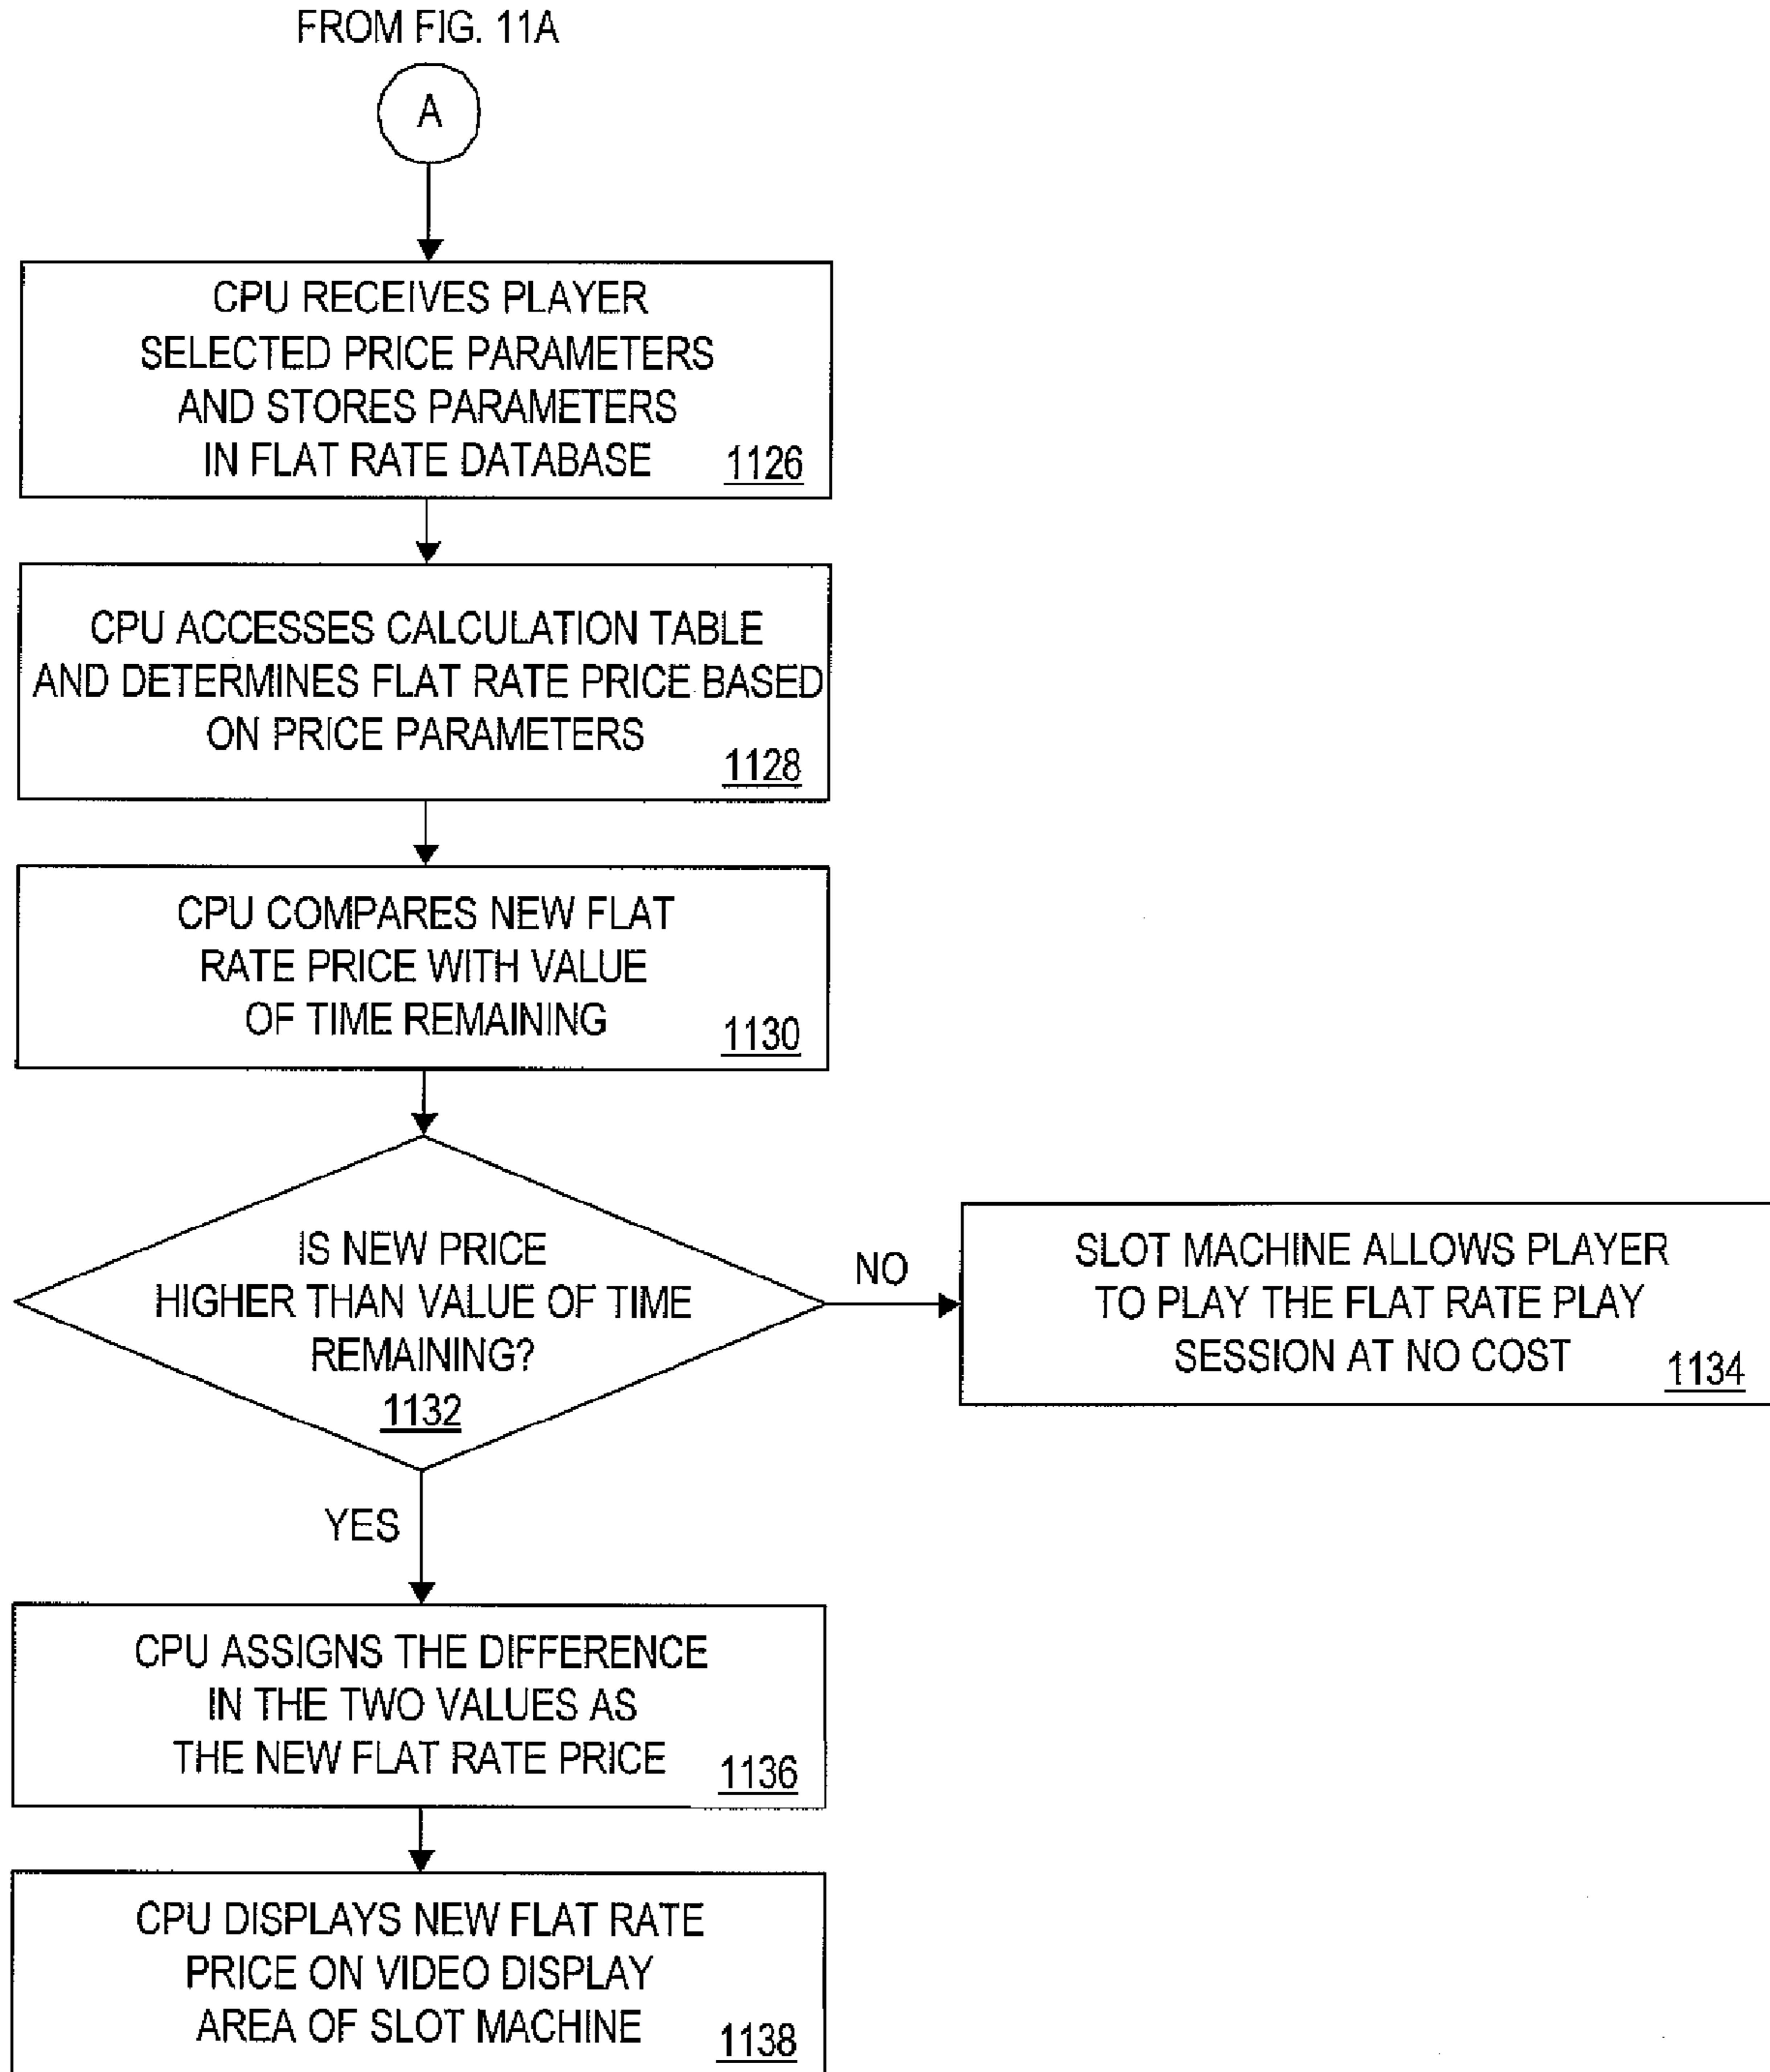 FROM FIG. 11A
A
CPU RECEIVES PLAYER
SELECTED PRICE PARAMETERS
AND STORES PARAMETERS
IN FLAT RATE DATABASE
1126
CPU ACCESSES CALCULATION TABLE
AND DETERMINES FLAT RATE PRICE BASED
ON PRICE PARAMETERS
1128
CPU COMPARES NEW FLAT
RATE PRICE WITH VALUE
OF TIME REMAINING
1130
IS NEW PRICE
HIGHER THAN VALUE OF TIME
REMAINING?
1132
NO
SLOT MACHINE ALLOWS PLAYER
TO PLAY THE FLAT RATE PLAY
SESSION AT NO COST
1134
YES
CPU ASSIGNS THE DIFFERENCE
IN THE TWO VALUES AS
THE NEW FLAT RATE PRICE
1136
CPU DISPLAYS NEW FLAT RATE
PRICE ON VIDEO DISPLAY
AREA OF SLOT MACHINE
1138